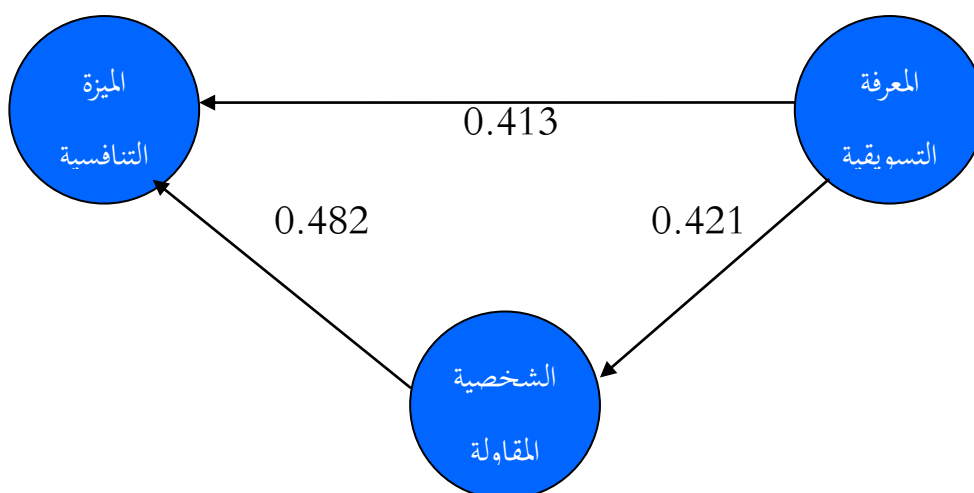 المعرفة
التسويقية
الميزة
التنافسية
0.413
0.421
0.482
الشخصية
المقاولة